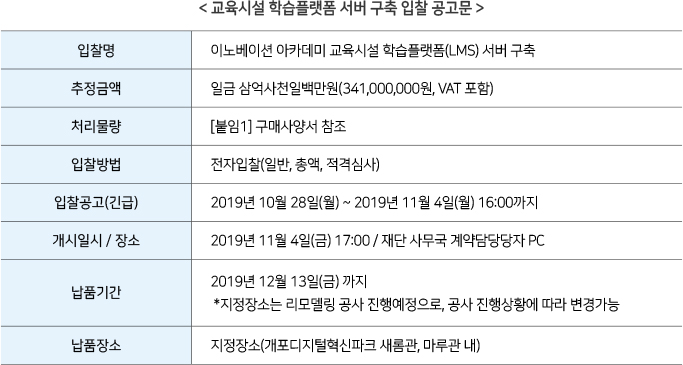 < 교육시설 학습플랫폼 서버 구축 입찰 공고문 >
입찰명 이노베이션 아카데미 교육시설 학습플랫폼(LMS) 서버 구축
추정금액 일금 삼억사천일백만원(341,000,000원, VAT 포함)
처리물량 [붙임1] 구매사양서 참조
입찰방법 전자입찰(일반, 총액, 적격심사)
입찰공고(긴급) 2019년 10월 28일(월) ~ 2019년 11월 4일(월) 16:00까지
개시일시 / 장소 2019년 11월 4일(금) 17:00 / 재단 사무국 계약담당당자 PC
납품기간 2019년 12월 13일(금) 까지
*지정장소는 리모델링 공사 진행예정으로, 공사 진행상황에 따라 변경가능
납품장소 지정장소(개포디지털혁신파크 새롬관, 마루관 내)